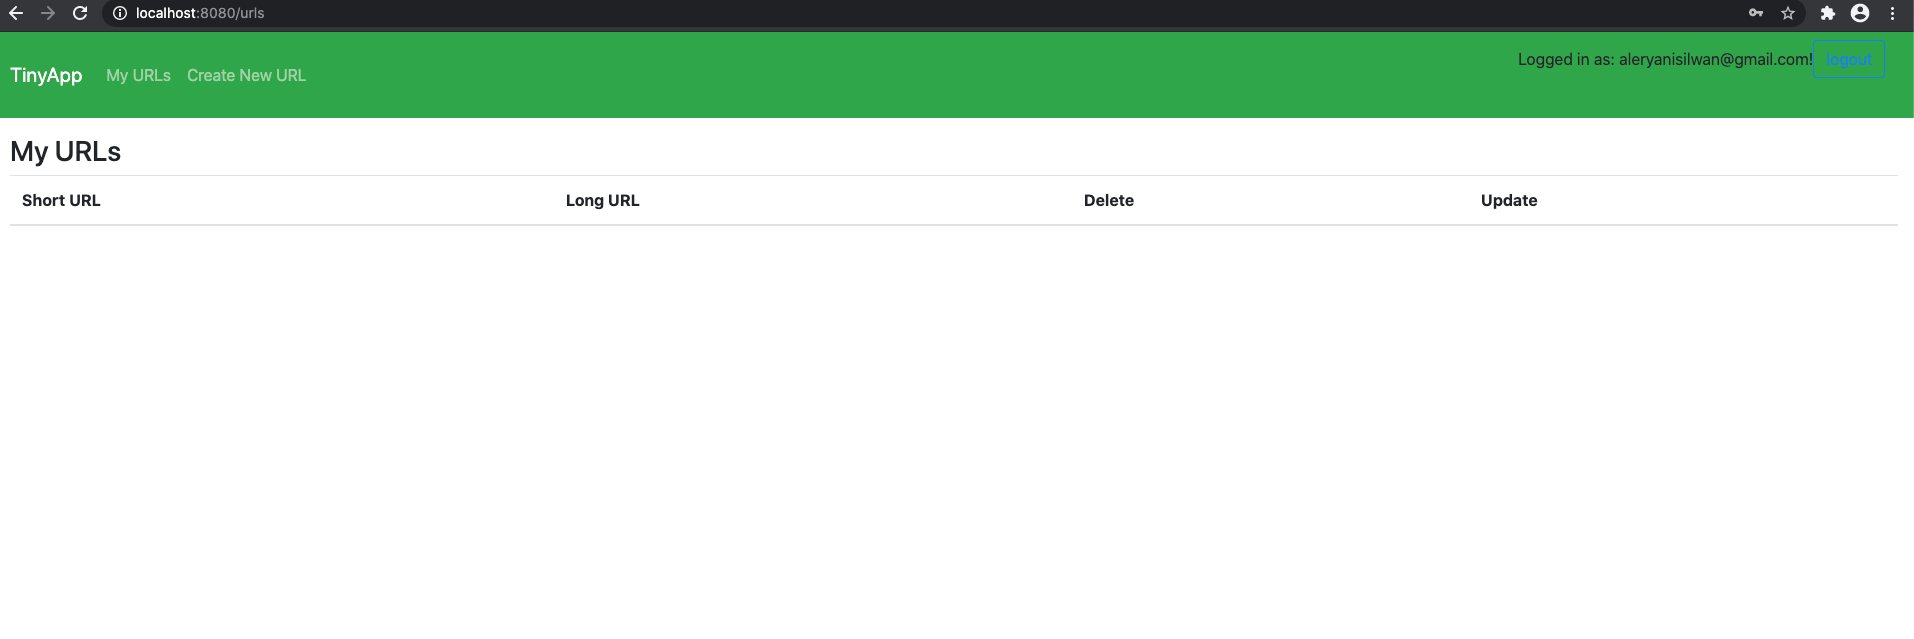 localhost:8080/urls
TinyApp My URLs Create New URL Logged in as: aleryanisilwan@gmail.com! logout
My URLs
Short URL Long URL Delete Update